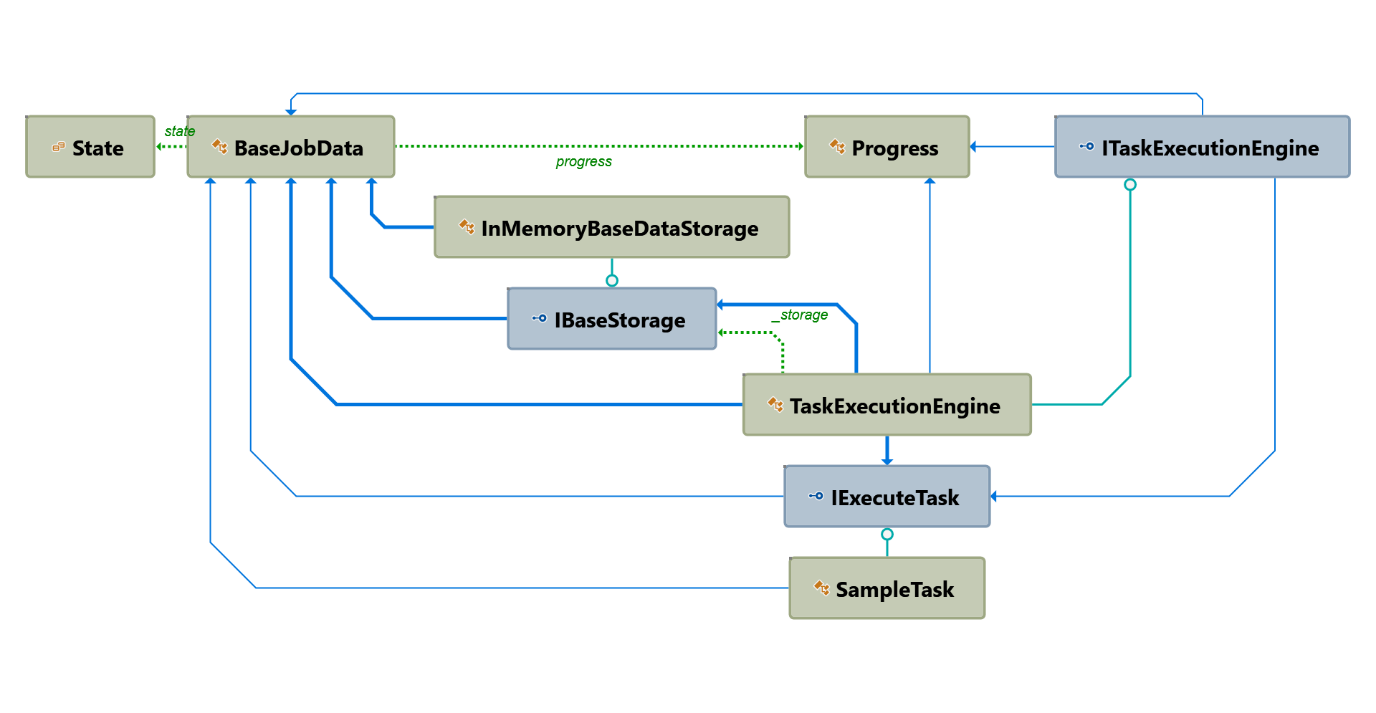 state
State
BaseJobData
progress
Progress
ITaskExecutionEngine
InMemoryBaseDataStorage
IBaseStorage
_storage
TaskExecutionEngine
IExecuteTask
SampleTask